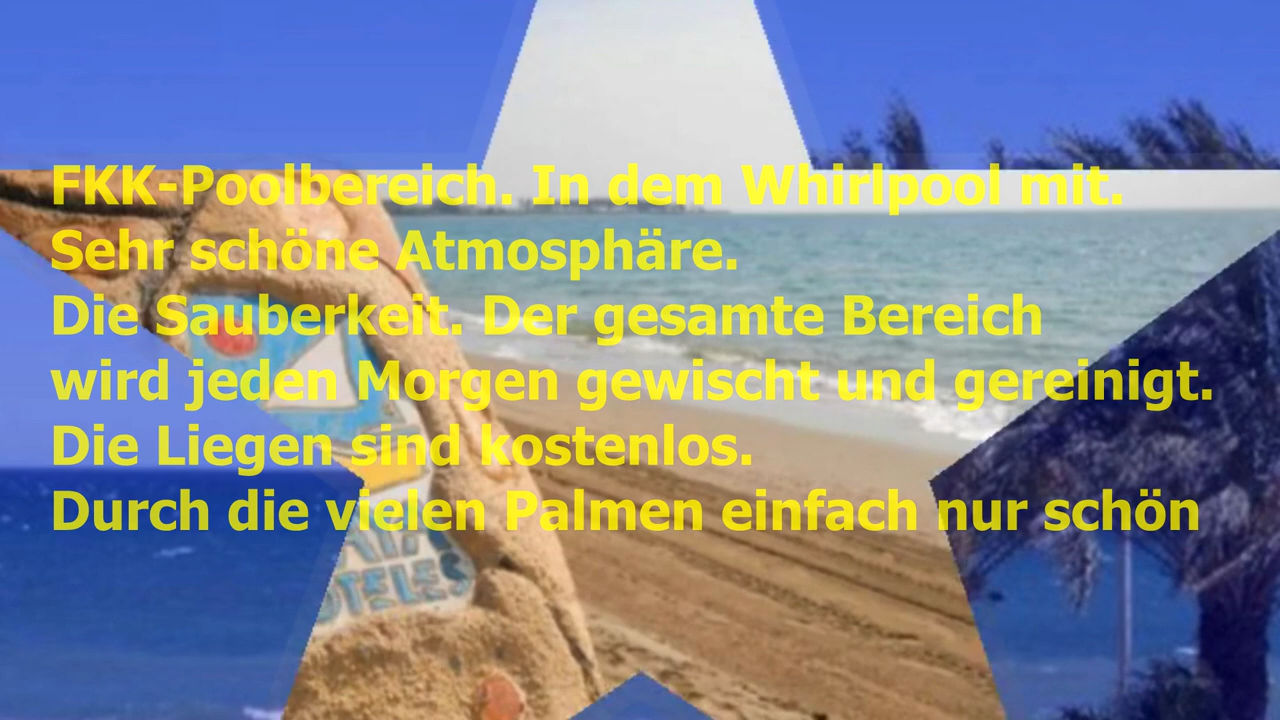 FKK-Poolbereich. In dem Whirlpool mit.
Sehr schöne Atmosphäre.
Die Sauberkeit. Der gesamte Bereich
wird jeden Morgen gewischt und gereinigt.
Die Liegen sind kostenlos.
Durch die vielen Palmen einfach nur schön